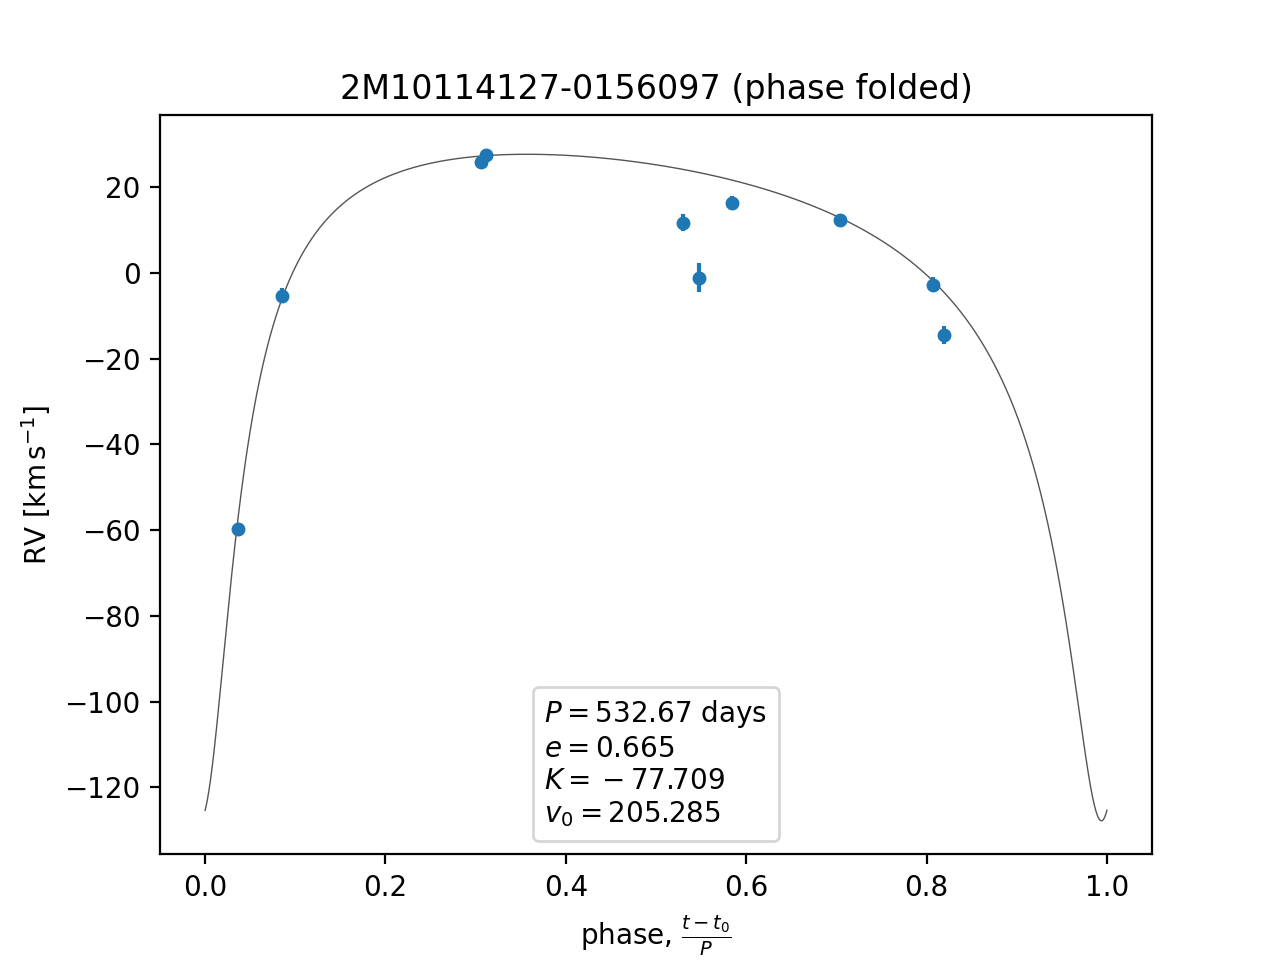 2M10114127-0156097 (phase folded)
20
0
−20
−40
−60
−80
−100
−120
RV [km s⁻¹]
P = 532.67 days
e = 0.665
K = − 77.709
v₀ = 205.285
0.0 0.2 0.4 0.6 0.8 1.0
phase, (t − t₀)/P